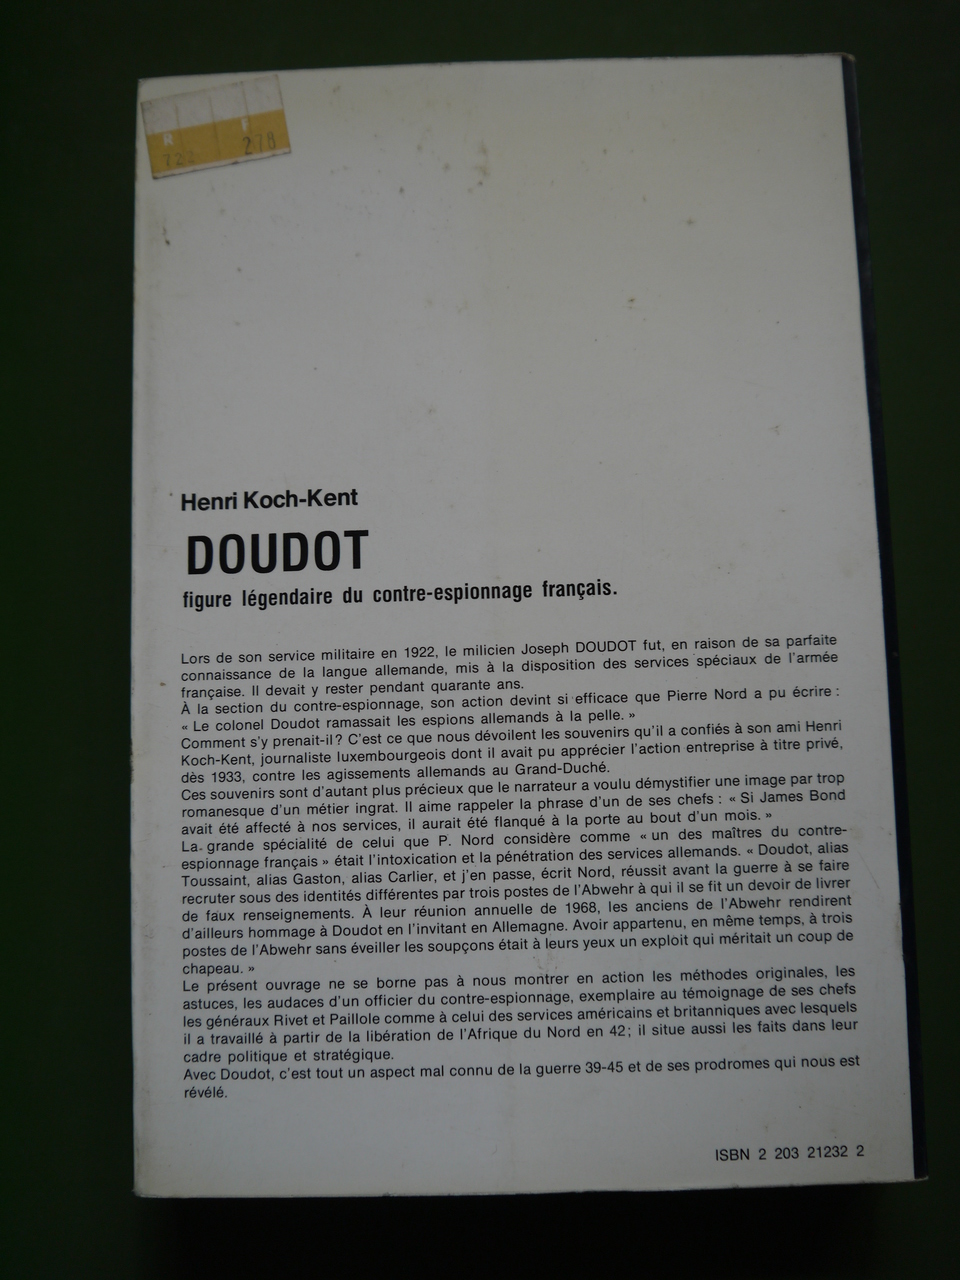 R F
722 278
Henri Koch-Kent
DOUDOT
figure légendaire du contre-espionnage français.
Lors de son service militaire en 1922, le milicien Joseph DOUDOT fut, en raison de sa parfaite
connaissance de la langue allemande, mis à la disposition des services spéciaux de l'armée
française. Il devait y rester pendant quarante ans.
À la section du contre-espionnage, son action devint si efficace que Pierre Nord a pu écrire :
« Le colonel Doudot ramassait les espions allemands à la pelle. »
Comment s'y prenait-il? C'est ce que nous dévoilent les souvenirs qu'il a confiés à son ami Henri
Koch-Kent, journaliste luxembourgeois dont il avait pu apprécier l'action entreprise à titre privé,
dès 1933, contre les agissements allemands au Grand-Duché.
Ces souvenirs sont d'autant plus précieux que le narrateur a voulu démystifier une image par trop
romanesque d'un métier ingrat. Il aime rappeler la phrase d'un de ses chefs : « Si James Bond
avait été affecté à nos services, il aurait été flanqué à la porte au bout d'un mois. »
La grande spécialité de celui que P. Nord considère comme « un des maîtres du contre-
espionnage français » était l'intoxication et la pénétration des services allemands. « Doudot, alias
Toussaint, alias Gaston, alias Carlier, et j'en passe, écrit Nord, réussit avant la guerre à se faire
recruter sous des identités différentes par trois postes de l'Abwehr à qui il se fit un devoir de livrer
de faux renseignements. À leur réunion annuelle de 1968, les anciens de l'Abwehr rendirent
d'ailleurs hommage à Doudot en l'invitant en Allemagne. Avoir appartenu, en même temps, à trois
postes de l'Abwehr sans éveiller les soupçons était à leurs yeux un exploit qui méritait un coup de
chapeau. »
Le présent ouvrage ne se borne pas à nous montrer en action les méthodes originales, les
astuces, les audaces d'un officier du contre-espionnage, exemplaire au témoignage de ses chefs
les généraux Rivet et Paillole comme à celui des services américains et britanniques avec lesquels
il a travaillé à partir de la libération de l'Afrique du Nord en 42; il situe aussi les faits dans leur
cadre politique et stratégique.
Avec Doudot, c'est tout un aspect mal connu de la guerre 39-45 et de ses prodromes qui nous est
révélé.
ISBN 2 203 21232 2